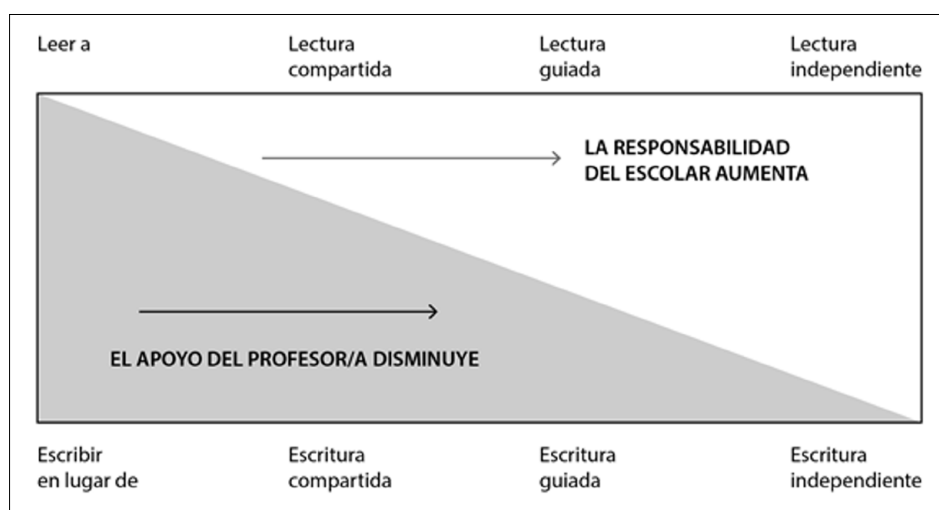 Leer a
Lectura
compartida
Lectura
guiada
Lectura
independiente
LA RESPONSABILIDAD
DEL ESCOLAR AUMENTA
EL APOYO DEL PROFESOR/A DISMINUYE
Escribir
en lugar de
Escritura
compartida
Escritura
guiada
Escritura
independiente